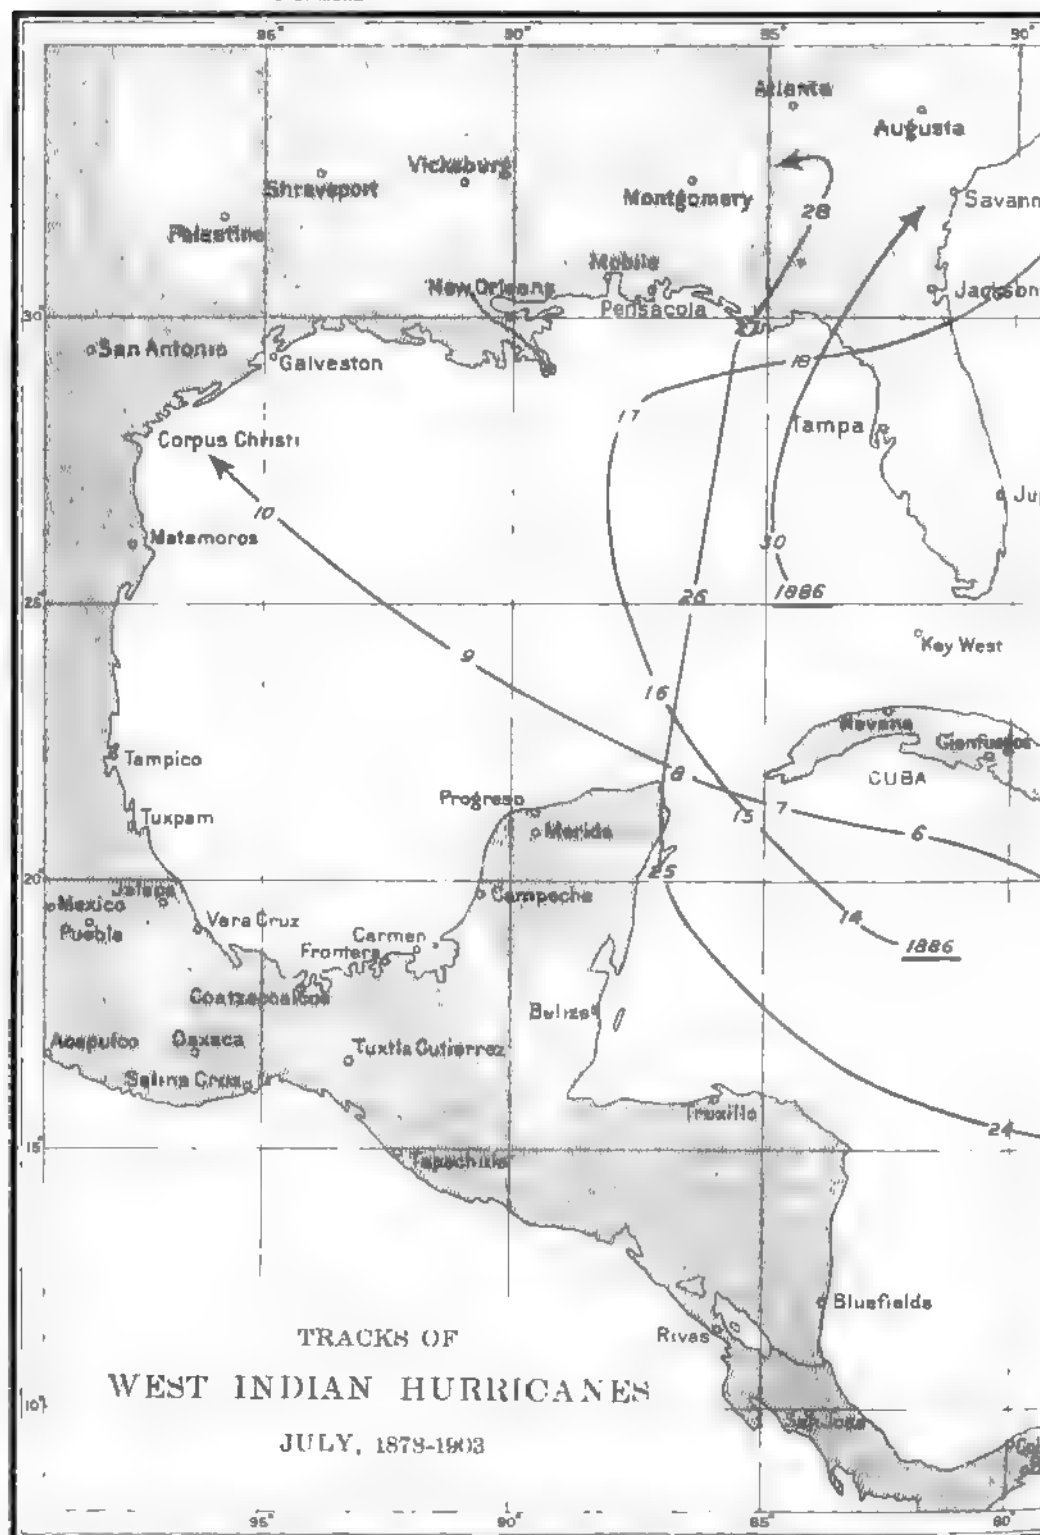 95°
90°
85°
80°
Atlanta
Augusta
Vicksburg
Shreveport
Montgomery
Savann
Palestine
28
Mobile
New Orleans
Pensacola
Jackson
30°
27
San Antonio
Galveston
18
17
Tampa
Corpus Christi
Jup
10
Matamoros
30
1886
26
25°
Key West
9
16
Havana
Cienfuegos
Tampico
CUBA
8
Progreso
7
15
Tuxpam
Merida
6
25
20°
Jalapa
Mexico
Campeche
Puebla
Vera Cruz
14
1886
Carmen
Frontera
Coatzacoalcos
Belize
Acapulco
Oaxaca
Tuxtla Gutierrez
Salina Cruz
Truxillo
24
15°
Tapachula
Bluefields
Rivas
TRACKS OF
WEST INDIAN HURRICANES
JULY, 1878-1903
10°
San Jose
95°
90°
85°
80°